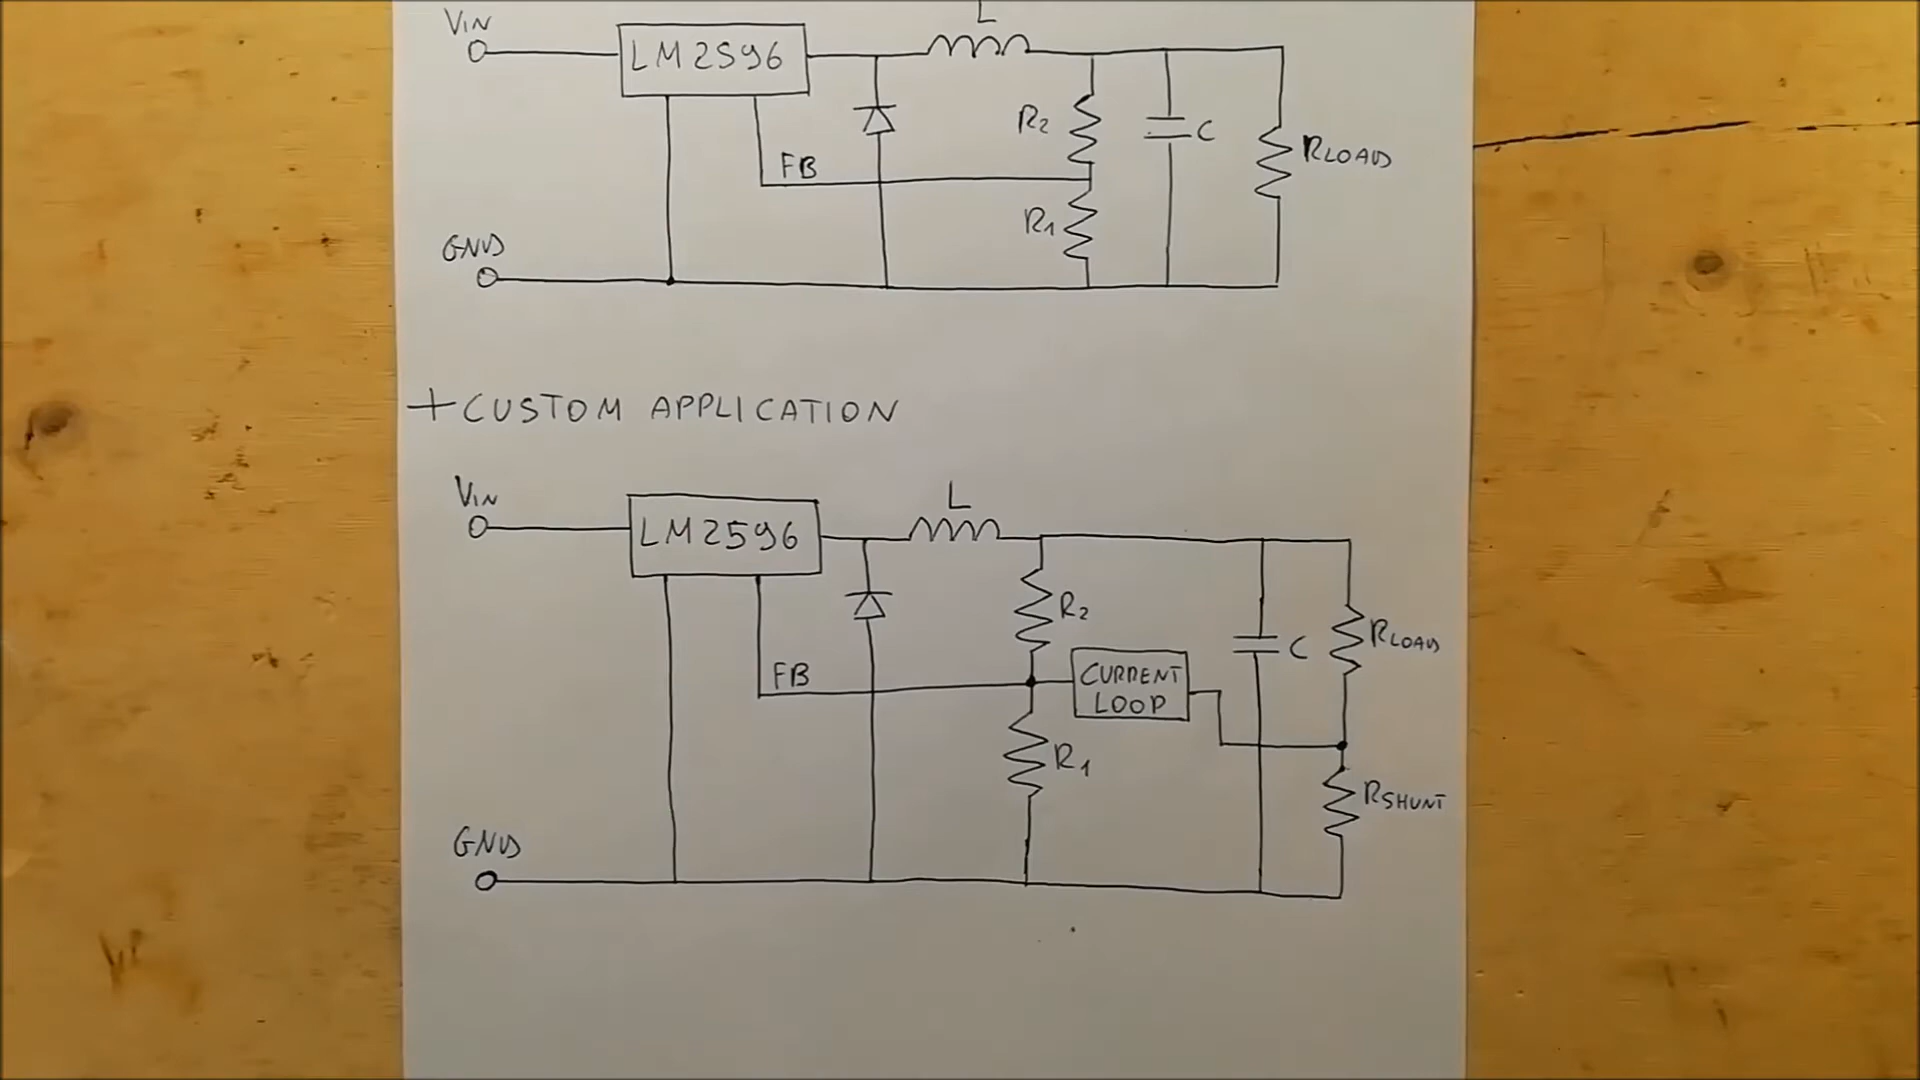 VIN
L
LM2596
R2
C
RLOAD
FB
R1
GND
+CUSTOM APPLICATION
VIN
L
LM2596
R2
C
RLOAD
FB
CURRENT
LOOP
R1
RSHUNT
GND